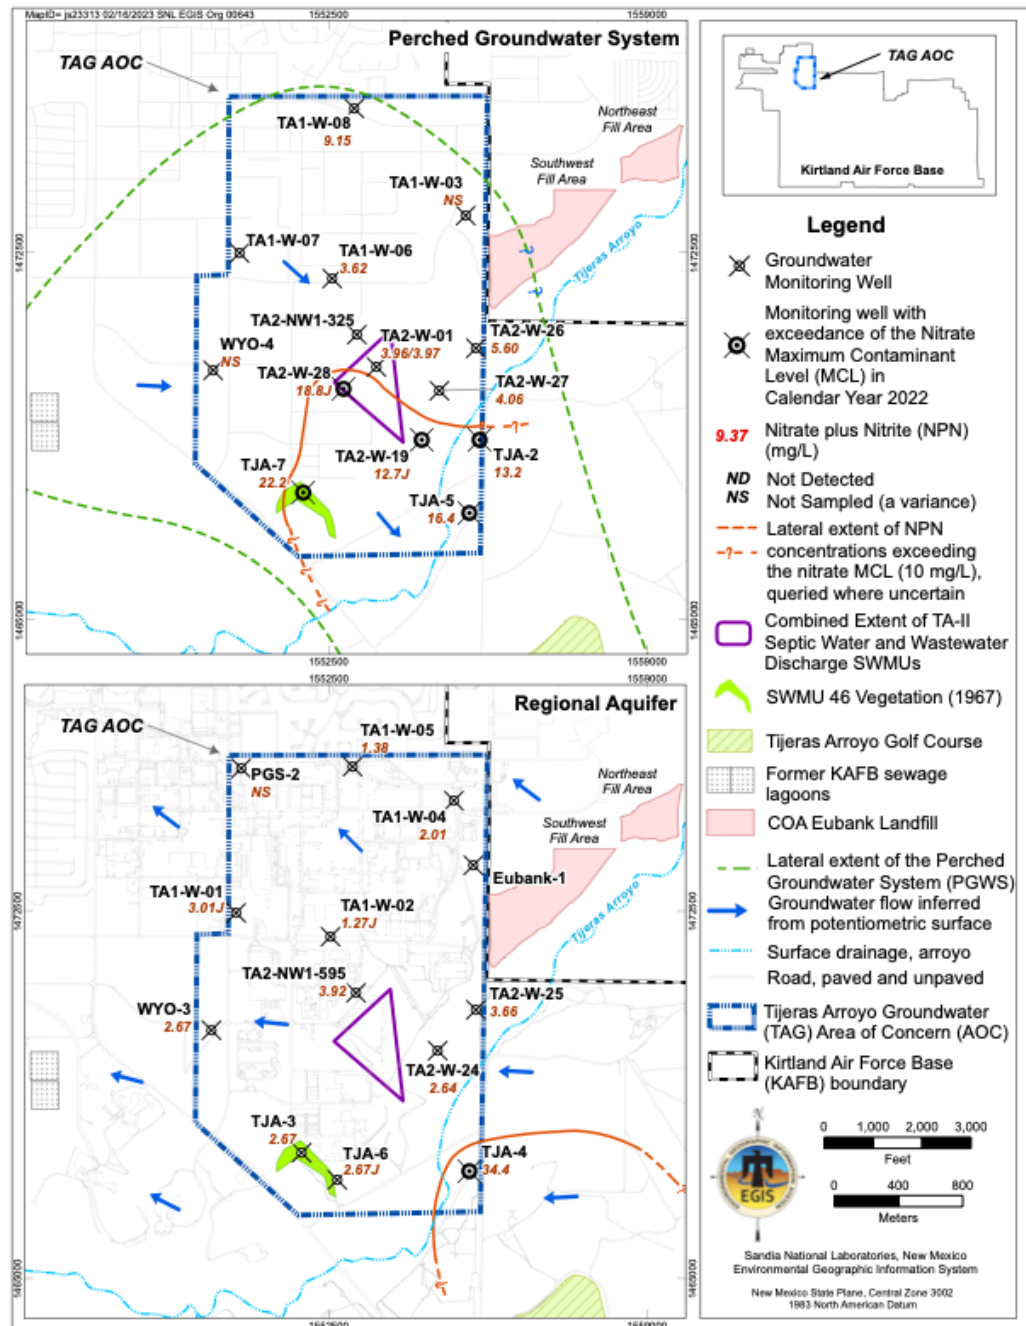 MapID= js23313 02/16/2023 SNL EGIS Org 00643
1552500
1559000
Perched Groundwater System
TAG AOC
TA1-W-08
9.15
Northeast
Fill Area
Southwest
Fill Area
TA1-W-03
NS
Tijeras Arroyo
1472500
TA1-W-07
TA1-W-06
3.62
?
?
TA2-NW1-325
TA2-W-01
3.96/3.97
TA2-W-26
5.60
WYO-4
NS
TA2-W-28
18.8J
TA2-W-27
4.06
-?-
TA2-W-19
12.7J
TJA-2
13.2
TJA-7
22.2
TJA-5
16.4
?
?
1465000
1552500
1559000
1552500
1559000
Regional Aquifer
TAG AOC
TA1-W-05
1.38
PGS-2
NS
Northeast
Fill Area
TA1-W-04
2.01
Southwest
Fill Area
Eubank-1
Tijeras Arroyo
TA1-W-01
3.01J
1472500
TA1-W-02
1.27J
TA2-NW1-595
3.92
TA2-W-25
3.66
WYO-3
2.67
TA2-W-24
2.64
TJA-3
2.67
TJA-6
2.67J
TJA-4
34.4
?
?
1465000
1552500
1559000
TAG AOC
Kirtland Air Force Base
Legend
Groundwater
Monitoring Well
Monitoring well with
exceedance of the Nitrate
Maximum Contaminant
Level (MCL) in
Calendar Year 2022
9.37 Nitrate plus Nitrite (NPN)
(mg/L)
ND Not Detected
NS Not Sampled (a variance)
Lateral extent of NPN
-?- concentrations exceeding
the nitrate MCL (10 mg/L),
queried where uncertain
Combined Extent of TA-II
Septic Water and Wastewater
Discharge SWMUs
SWMU 46 Vegetation (1967)
Tijeras Arroyo Golf Course
Former KAFB sewage
lagoons
COA Eubank Landfill
Lateral extent of the Perched
Groundwater System (PGWS)
Groundwater flow inferred
from potentiometric surface
Surface drainage, arroyo
Road, paved and unpaved
Tijeras Arroyo Groundwater
(TAG) Area of Concern (AOC)
Kirtland Air Force Base
(KAFB) boundary
N
EGIS
0 1,000 2,000 3,000
Feet
0 400 800
Meters
Sandia National Laboratories, New Mexico
Environmental Geographic Information System
New Mexico State Plane, Central Zone 3002
1983 North American Datum